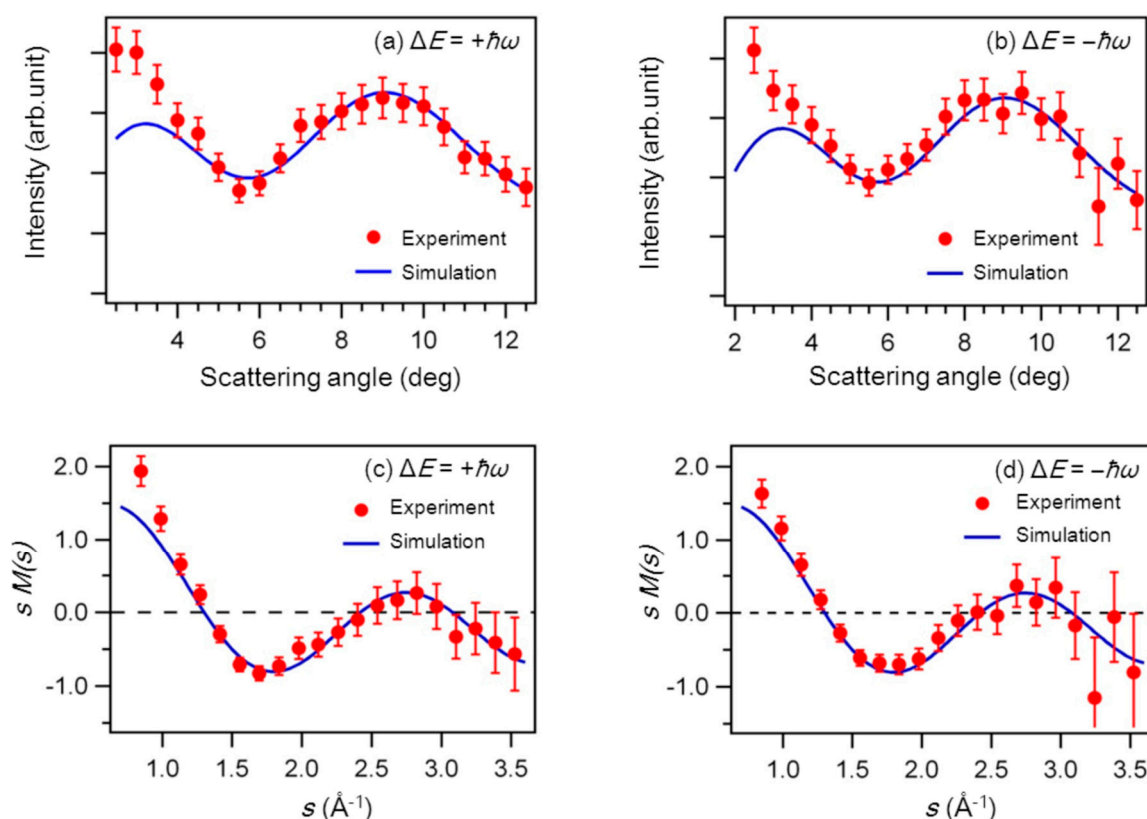 (a) ΔE = +ħω
Intensity (arb.unit)
Experiment
Simulation
4 6 8 10 12
Scattering angle (deg)
(b) ΔE = −ħω
Intensity (arb.unit)
Experiment
Simulation
2 4 6 8 10 12
Scattering angle (deg)
(c) ΔE = +ħω
Experiment
Simulation
2.0
1.0
0.0
-1.0
s M(s)
1.0 1.5 2.0 2.5 3.0 3.5
s (Å-1)
(d) ΔE = −ħω
Experiment
Simulation
2.0
1.0
0.0
-1.0
s M(s)
1.0 1.5 2.0 2.5 3.0 3.5
s (Å-1)